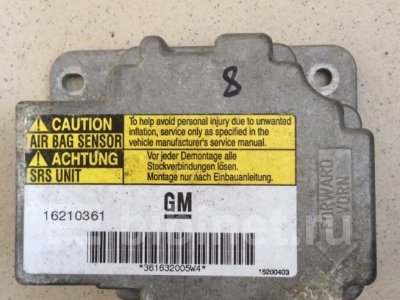 8
CAUTION
AIR BAG SENSOR
To help avoid personal injury due to unwanted
inflation, service only as specified in the
vehicle manufacturer's service manual.
ACHTUNG
SRS UNIT
Vor jeder Demontage alle
Steckverbindungen lösen.
Montage nur nach Einbauanleitung.
16210361
GM
*361632005W4*
16200403
FORWARD